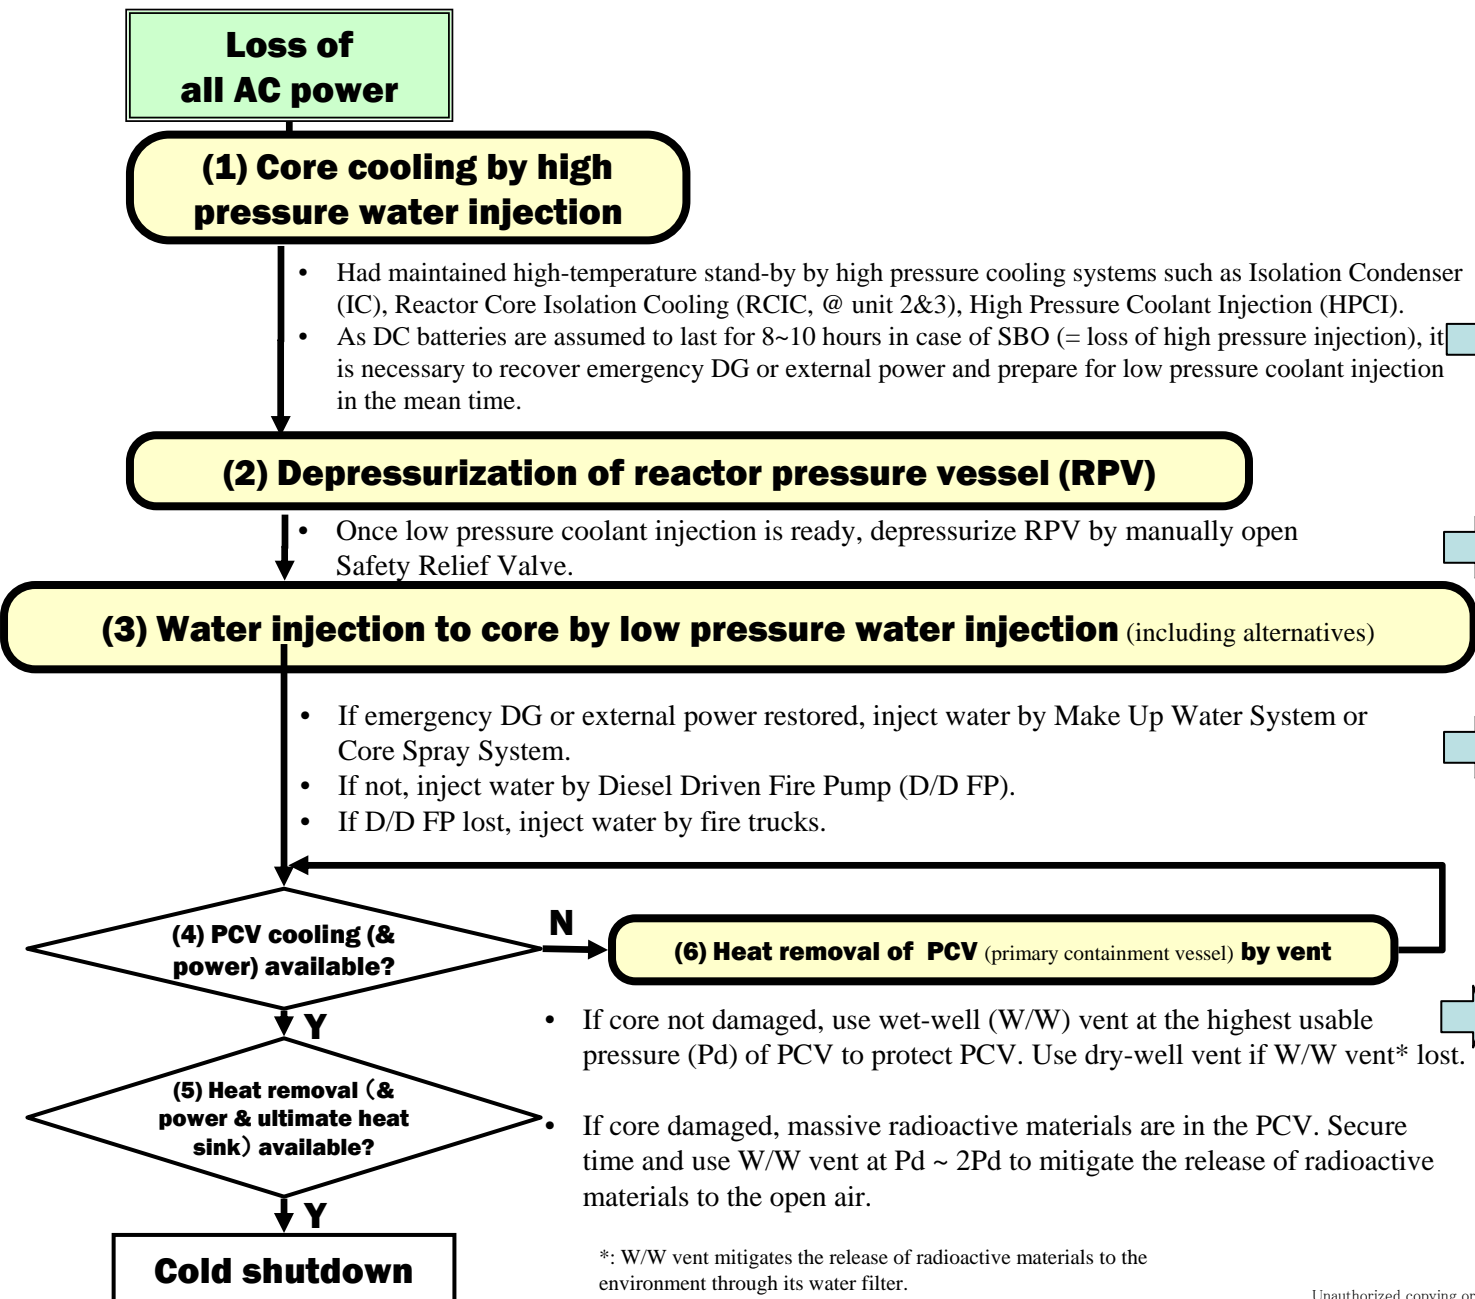 Loss of
all AC power
(1) Core cooling by high
pressure water injection
• Had maintained high-temperature stand-by by high pressure cooling systems such as Isolation Condenser
(IC), Reactor Core Isolation Cooling (RCIC, @ unit 2&3), High Pressure Coolant Injection (HPCI).
• As DC batteries are assumed to last for 8~10 hours in case of SBO (= loss of high pressure injection), it
is necessary to recover emergency DG or external power and prepare for low pressure coolant injection
in the mean time.
(2) Depressurization of reactor pressure vessel (RPV)
• Once low pressure coolant injection is ready, depressurize RPV by manually open
Safety Relief Valve.
(3) Water injection to core by low pressure water injection (including alternatives)
• If emergency DG or external power restored, inject water by Make Up Water System or
Core Spray System.
• If not, inject water by Diesel Driven Fire Pump (D/D FP).
• If D/D FP lost, inject water by fire trucks.
(4) PCV cooling (&
power) available?
N
(6) Heat removal of PCV (primary containment vessel) by vent
Y
• If core not damaged, use wet-well (W/W) vent at the highest usable
pressure (Pd) of PCV to protect PCV. Use dry-well vent if W/W vent* lost.
(5) Heat removal（&
power & ultimate heat
sink）available?
• If core damaged, massive radioactive materials are in the PCV. Secure
time and use W/W vent at Pd ~ 2Pd to mitigate the release of radioactive
materials to the open air.
Y
Cold shutdown
*: W/W vent mitigates the release of radioactive materials to the
environment through its water filter.
Unauthorized copying or